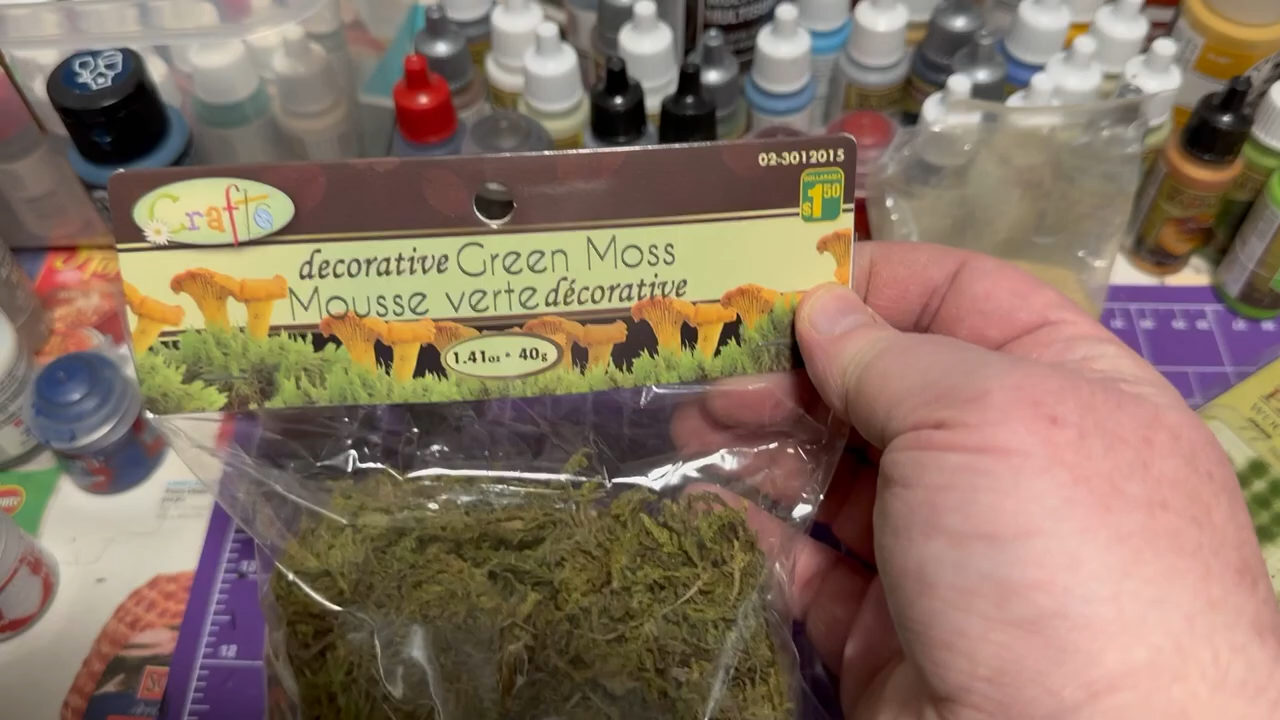 02-3012015
DOLLARAMA
$1.50
Crafts
decorative Green Moss
Mousse verte décorative
1.41oz • 40g